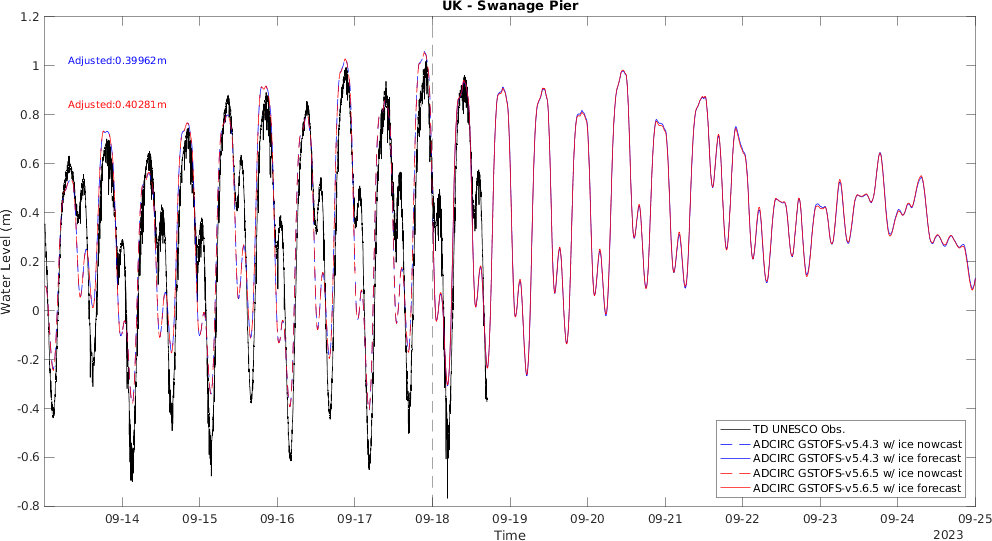 UK - Swanage Pier
1.2
1
0.8
0.6
0.4
0.2
0
-0.2
-0.4
-0.6
-0.8
Water Level (m)
Adjusted:0.39962m
Adjusted:0.40281m
TD UNESCO Obs.
ADCIRC GSTOFS-v5.4.3 w/ ice nowcast
ADCIRC GSTOFS-v5.4.3 w/ ice forecast
ADCIRC GSTOFS-v5.6.5 w/ ice nowcast
ADCIRC GSTOFS-v5.6.5 w/ ice forecast
09-14 09-15 09-16 09-17 09-18 09-19 09-20 09-21 09-22 09-23 09-24 09-25
Time
2023